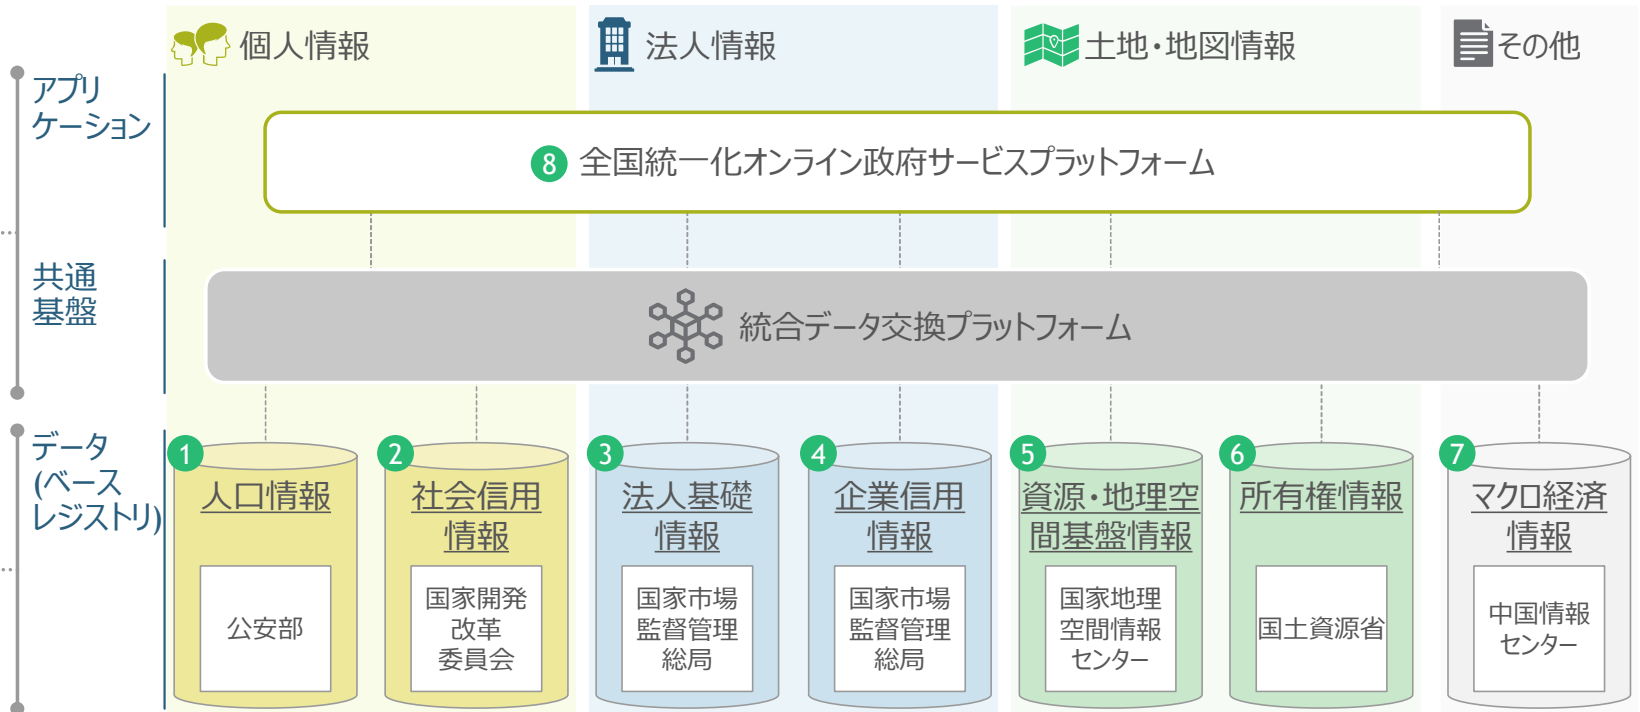 個人情報
法人情報
土地・地図情報
その他
アプリ
ケーション
8 全国統一化オンライン政府サービスプラットフォーム
共通
基盤
統合データ交換プラットフォーム
データ
(ベース
レジストリ)
1
人口情報
公安部
2
社会信用
情報
国家開発
改革
委員会
3
法人基礎
情報
国家市場
監督管理
総局
4
企業信用
情報
国家市場
監督管理
総局
5
資源・地理空
間基盤情報
国家地理
空間情報
センター
6
所有権情報
国土資源省
7
マクロ経済
情報
中国情報
センター